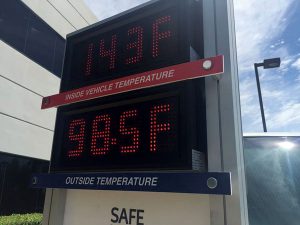 143F
INSIDE VEHICLE TEMPERATURE
98.5F
OUTSIDE TEMPERATURE
SAFE